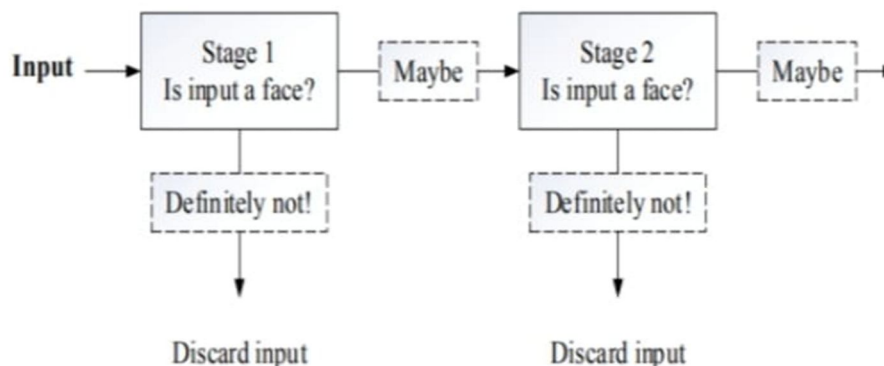 Input
Stage 1
Is input a face?
Maybe
Stage 2
Is input a face?
Maybe
Definitely not!
Definitely not!
Discard input
Discard input